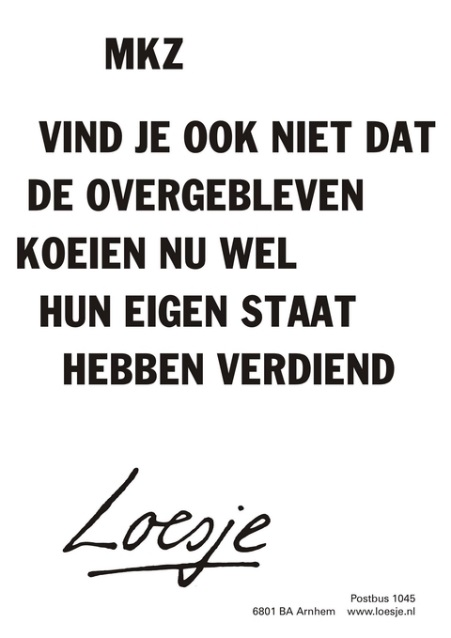 MKZ
VIND JE OOK NIET DAT
DE OVERGEBLEVEN
KOEIEN NU WEL
HUN EIGEN STAAT
HEBBEN VERDIEND
Loesje
Postbus 1045
6801 BA Arnhem www.loesje.nl